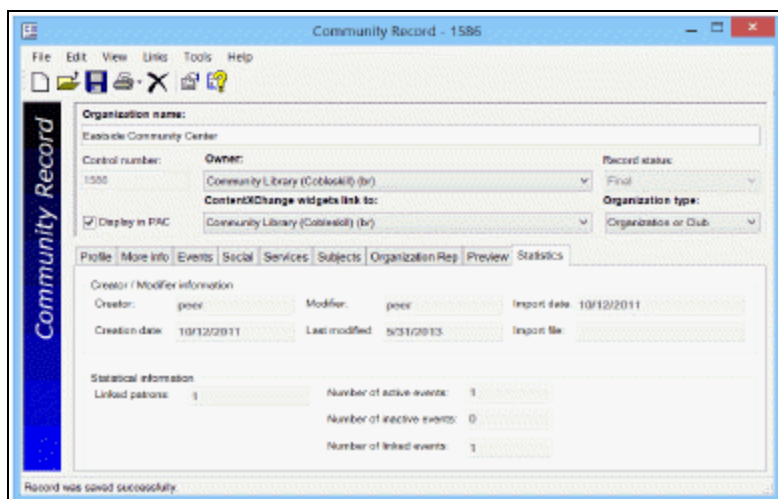 Community Record - 1586
File Edit View Links Tools Help
Community Record
Organization name:
Eastside Community Center
Control number: Owner: Record status:
1586 Community Library (Cobleskill) (br) Final
ContentXChange widgets link to: Organization type:
Display in PAC Community Library (Cobleskill) (br) Organization or Club
Profile More info Events Social Services Subjects Organization Rep Preview Statistics
Creator / Modifier information
Creator: peer Modifier: peer Import date: 10/12/2011
Creation date: 10/12/2011 Last modified: 5/31/2013 Import file:
Statistical information
Linked patrons: 1 Number of active events: 1
Number of inactive events: 0
Number of linked events: 1
Record was saved successfully.